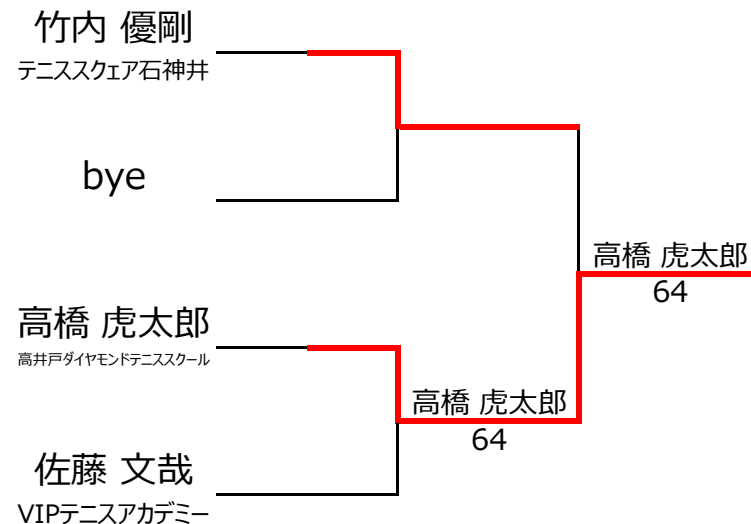 竹内 優剛
テニススクェア石神井
bye
高橋 虎太郎
64
高橋 虎太郎
高井戸ダイヤモンドテニススクール
高橋 虎太郎
64
佐藤 文哉
VIPテニスアカデミー